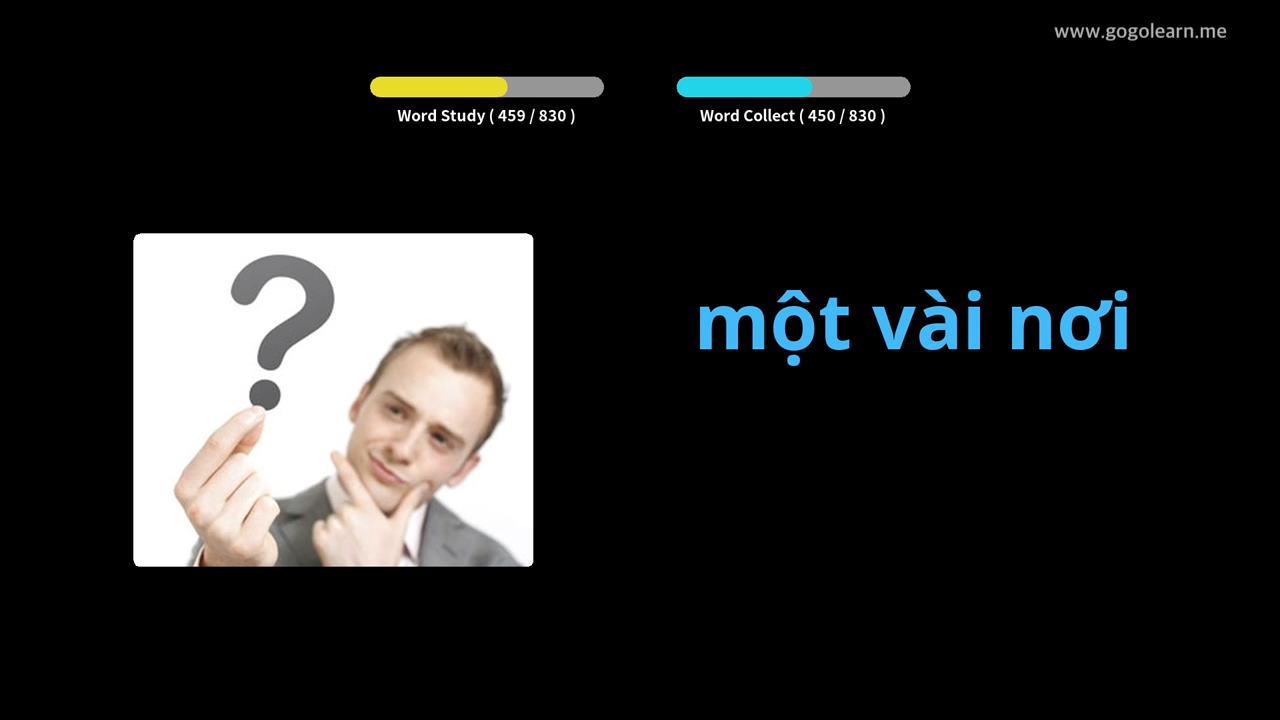 www.gogolearn.me
Word Study ( 459 / 830 )
Word Collect ( 450 / 830 )
?
một vài nơi